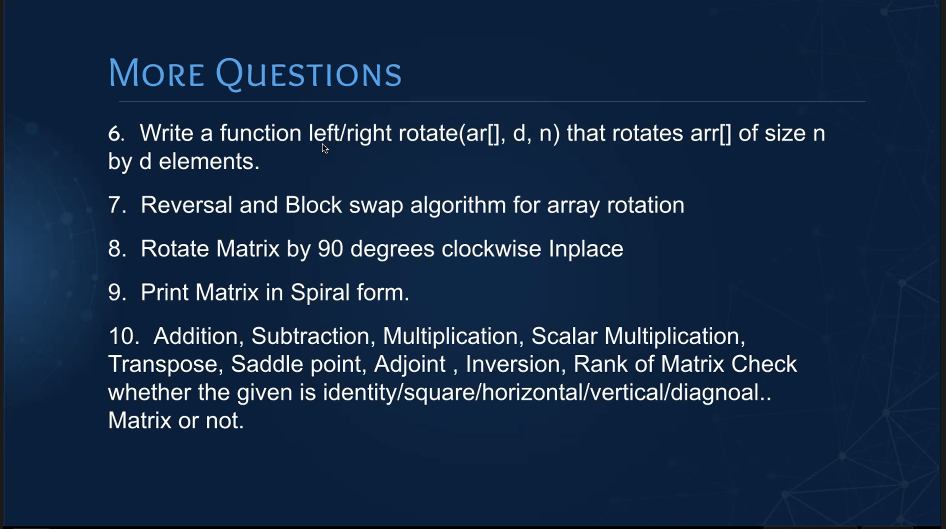 More Questions
6. Write a function left/right rotate(ar[], d, n) that rotates arr[] of size n
by d elements.
7. Reversal and Block swap algorithm for array rotation
8. Rotate Matrix by 90 degrees clockwise Inplace
9. Print Matrix in Spiral form.
10. Addition, Subtraction, Multiplication, Scalar Multiplication,
Transpose, Saddle point, Adjoint , Inversion, Rank of Matrix Check
whether the given is identity/square/horizontal/vertical/diagnoal..
Matrix or not.